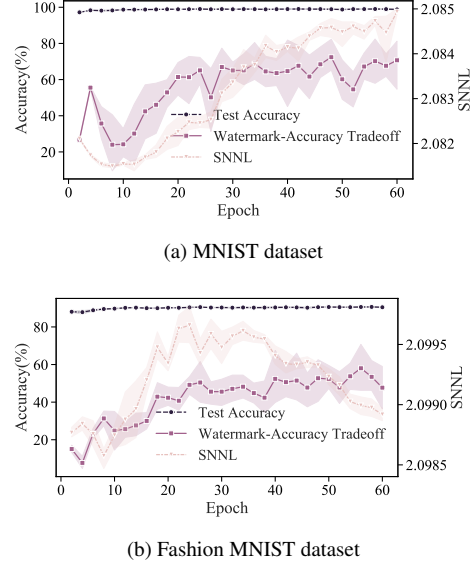 100
80
60
40
20
Accuracy(%)
2.085
2.084
2.083
2.082
SNNL
Test Accuracy
Watermark-Accuracy Tradeoff
SNNL
0 10 20 30 40 50 60
Epoch
(a) MNIST dataset
80
60
40
20
Accuracy(%)
2.0995
2.0990
2.0985
SNNL
Test Accuracy
Watermark-Accuracy Tradeoff
SNNL
0 10 20 30 40 50 60
Epoch
(b) Fashion MNIST dataset